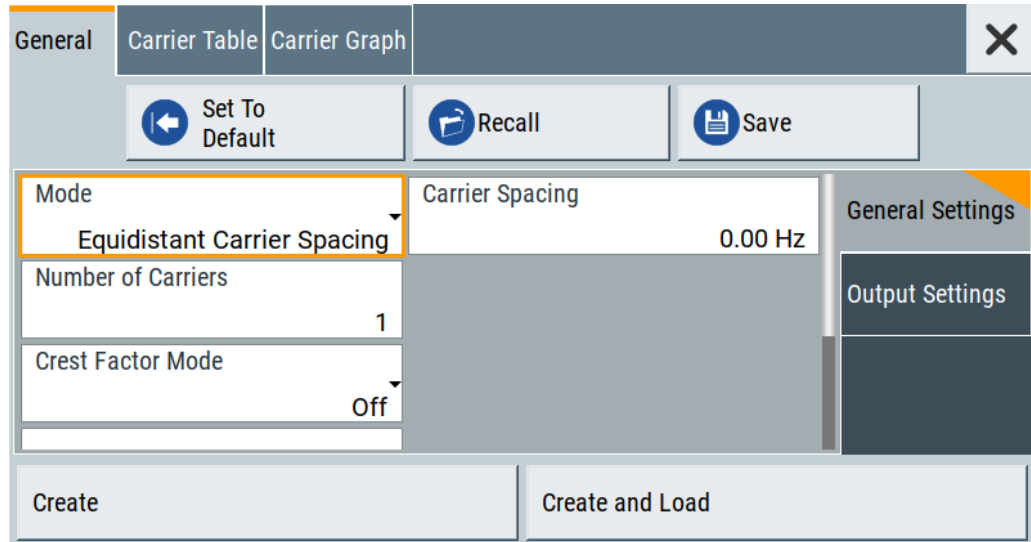 General
Carrier Table
Carrier Graph
Set To
Default
Recall
Save
Mode
Equidistant Carrier Spacing
Carrier Spacing
0.00 Hz
Number of Carriers
1
Crest Factor Mode
Off
General Settings
Output Settings
Create
Create and Load